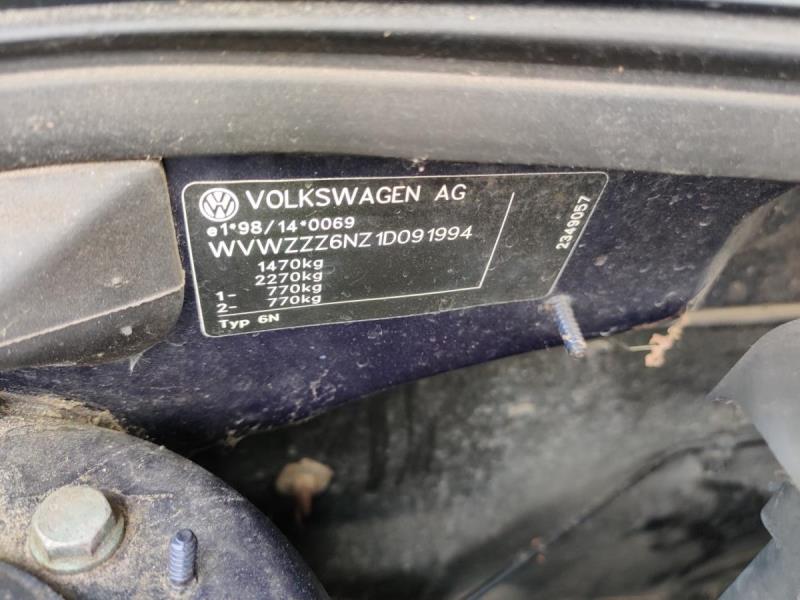 VOLKSWAGEN AG
e1*98/14*0069
WVWZZZ6NZ1D091994
1470kg
2270kg
1- 770kg
2- 770kg
Typ 6N
2349057